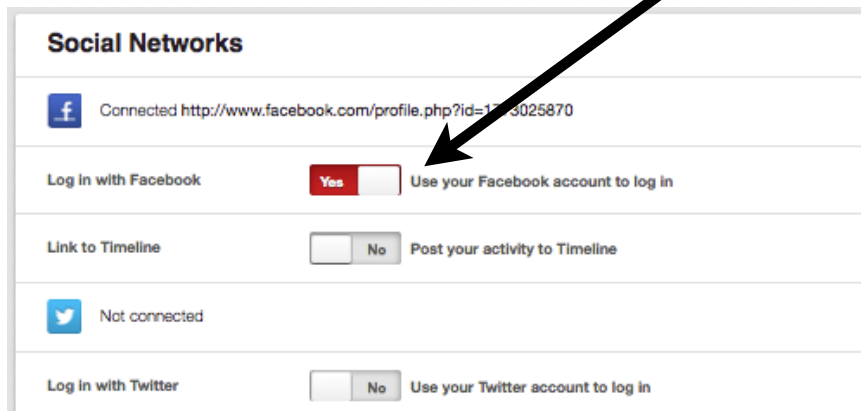 Social Networks
f Connected http://www.facebook.com/profile.php?id=
Log in with Facebook Yes Use your Facebook account to log in
Link to Timeline No Post your activity to Timeline
Not connected
Log in with Twitter No Use your Twitter account to log in